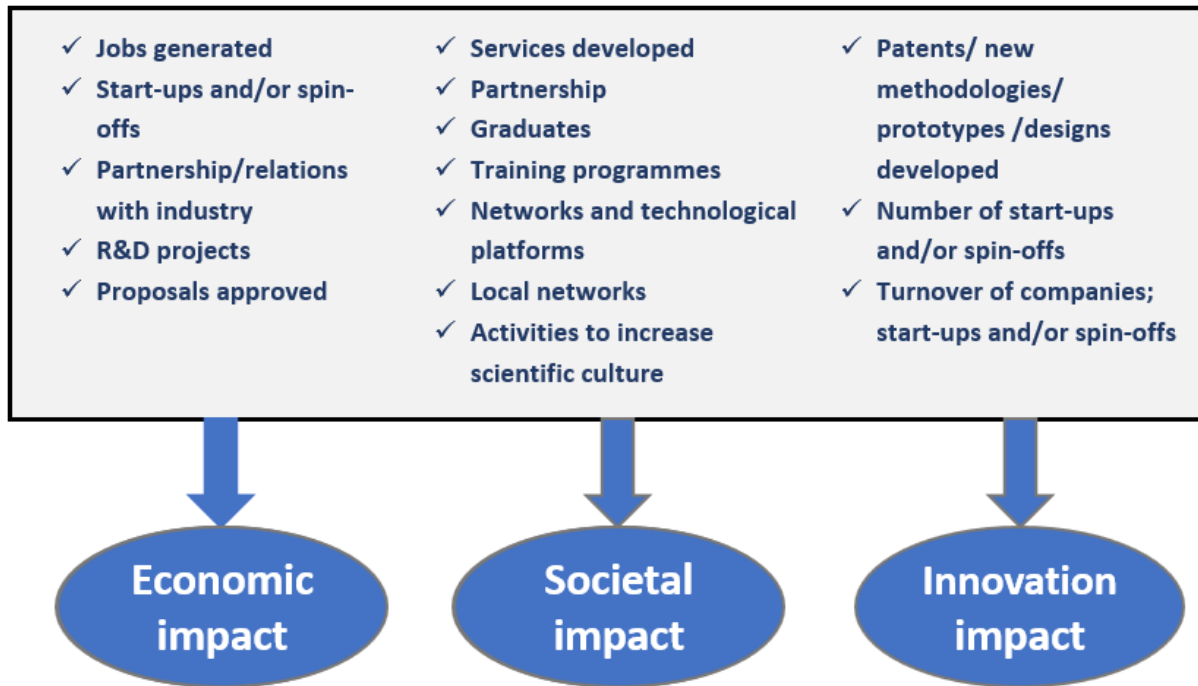 ✓ Jobs generated
✓ Start-ups and/or spin-
offs
✓ Partnership/relations
with industry
✓ R&D projects
✓ Proposals approved
✓ Services developed
✓ Partnership
✓ Graduates
✓ Training programmes
✓ Networks and technological
platforms
✓ Local networks
✓ Activities to increase
scientific culture
✓ Patents/ new
methodologies/
prototypes /designs
developed
✓ Number of start-ups
and/or spin-offs
✓ Turnover of companies;
start-ups and/or spin-offs
Economic
impact
Societal
impact
Innovation
impact